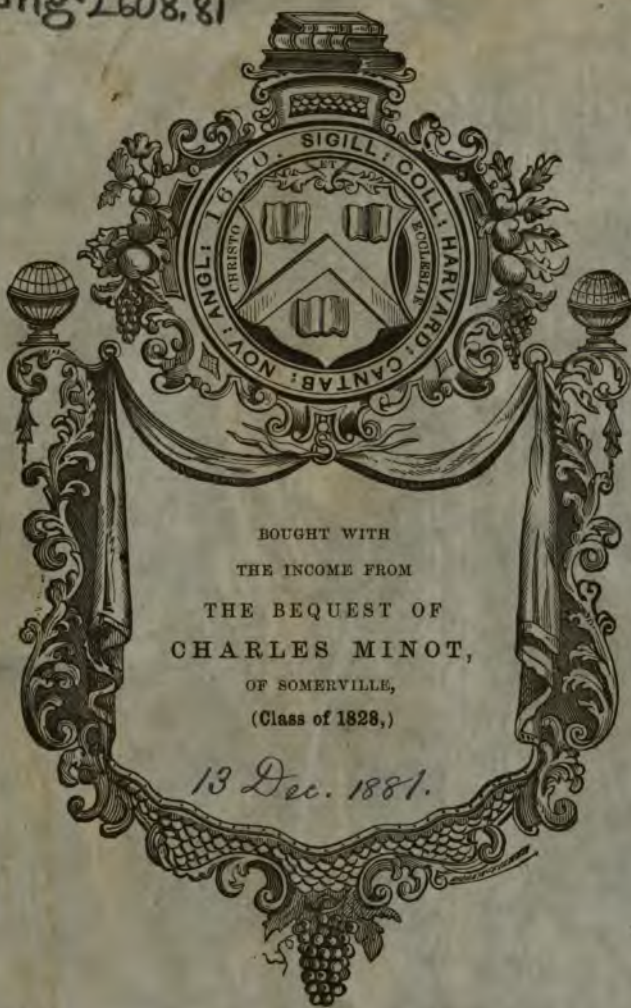 2608.81
SIGILL: COLL: HARVARD: CANTAB: NOV: ANGL: 1650.
ET
CHRISTO
ECCLESIAE
BOUGHT WITH
THE INCOME FROM
THE BEQUEST OF
CHARLES MINOT,
OF SOMERVILLE,
(Class of 1828,)
13 Dec. 1881.